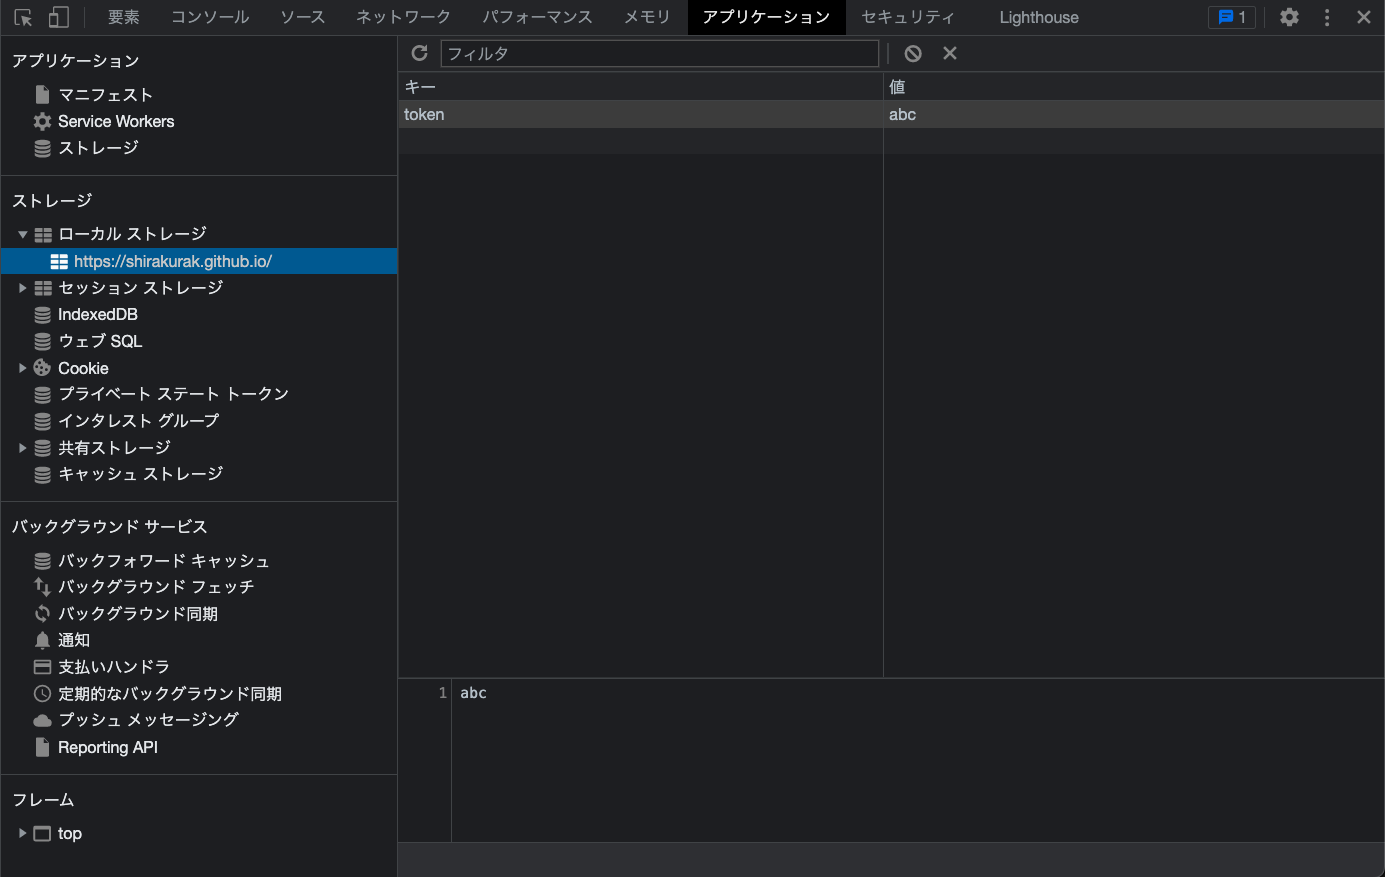 要素 コンソール ソース ネットワーク パフォーマンス メモリ アプリケーション セキュリティ Lighthouse 1
アプリケーション
マニフェスト
Service Workers
ストレージ
ストレージ
ローカル ストレージ
https://shirakurak.github.io/
セッション ストレージ
IndexedDB
ウェブ SQL
Cookie
プライベート ステート トークン
インタレスト グループ
共有ストレージ
キャッシュ ストレージ
バックグラウンド サービス
バックフォワード キャッシュ
バックグラウンド フェッチ
バックグラウンド同期
通知
支払いハンドラ
定期的なバックグラウンド同期
プッシュ メッセージング
Reporting API
フレーム
top
フィルタ
キー 値
token abc
1 abc